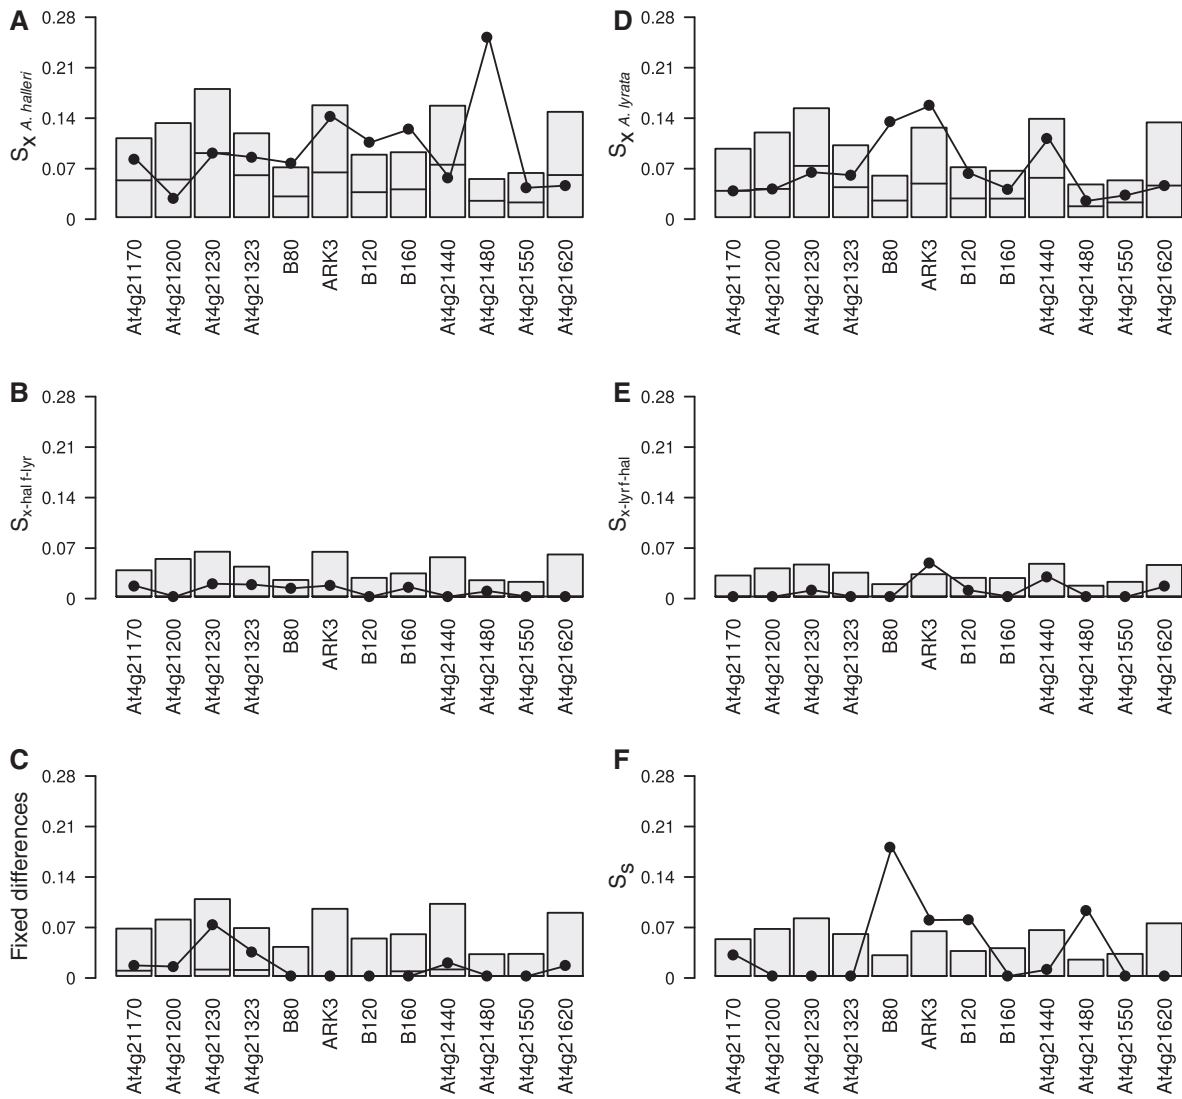 A
S_x A. halleri
0.28
0.21
0.14
0.07
0
At4g21170
At4g21200
At4g21230
At4g21323
B80
ARK3
B120
B160
At4g21440
At4g21480
At4g21550
At4g21620
B
S_x-hal f-lyr
0.28
0.21
0.14
0.07
0
At4g21170
At4g21200
At4g21230
At4g21323
B80
ARK3
B120
B160
At4g21440
At4g21480
At4g21550
At4g21620
C
Fixed differences
0.28
0.21
0.14
0.07
0
At4g21170
At4g21200
At4g21230
At4g21323
B80
ARK3
B120
B160
At4g21440
At4g21480
At4g21550
At4g21620
D
S_x A. lyrata
0.28
0.21
0.14
0.07
0
At4g21170
At4g21200
At4g21230
At4g21323
B80
ARK3
B120
B160
At4g21440
At4g21480
At4g21550
At4g21620
E
S_x-lyr f-hal
0.28
0.21
0.14
0.07
0
At4g21170
At4g21200
At4g21230
At4g21323
B80
ARK3
B120
B160
At4g21440
At4g21480
At4g21550
At4g21620
F
S_s
0.28
0.21
0.14
0.07
0
At4g21170
At4g21200
At4g21230
At4g21323
B80
ARK3
B120
B160
At4g21440
At4g21480
At4g21550
At4g21620